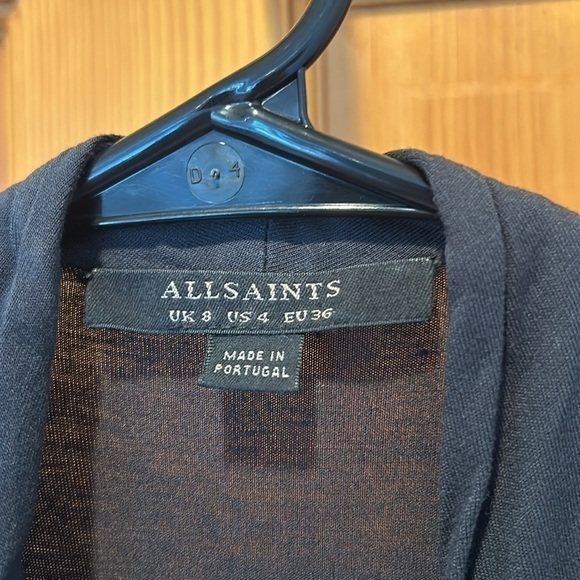 D 4
ALLSAINTS
UK 8 US 4 EU 36
MADE IN
PORTUGAL